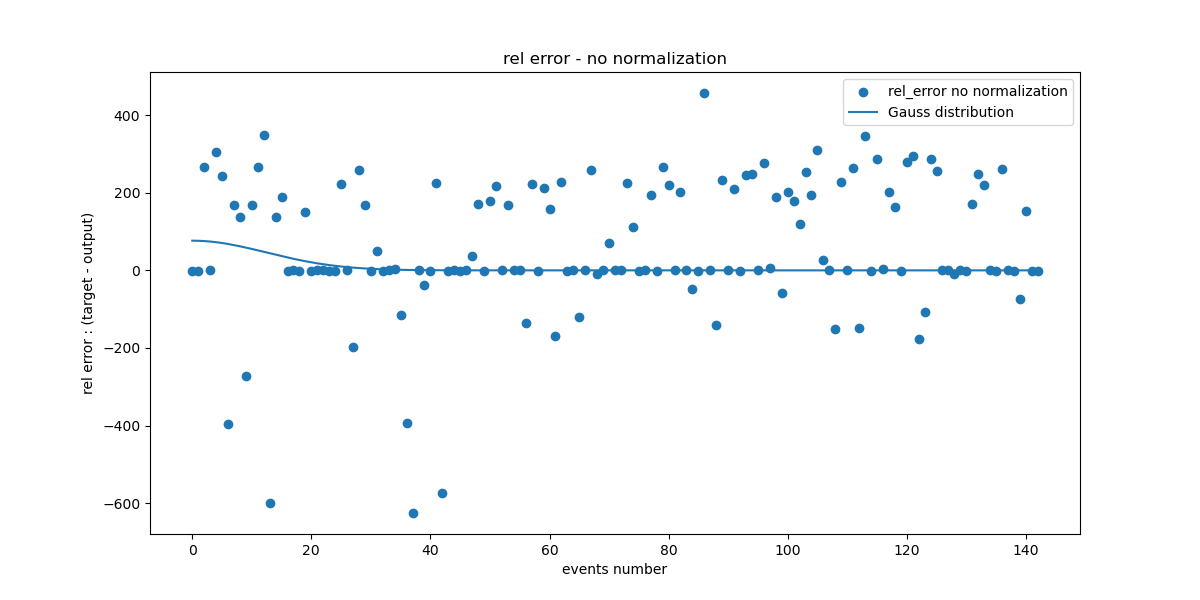 rel error - no normalization
rel_error no normalization
Gauss distribution
rel error : (target - output)
400
200
0
−200
−400
−600
0 20 40 60 80 100 120 140
events number